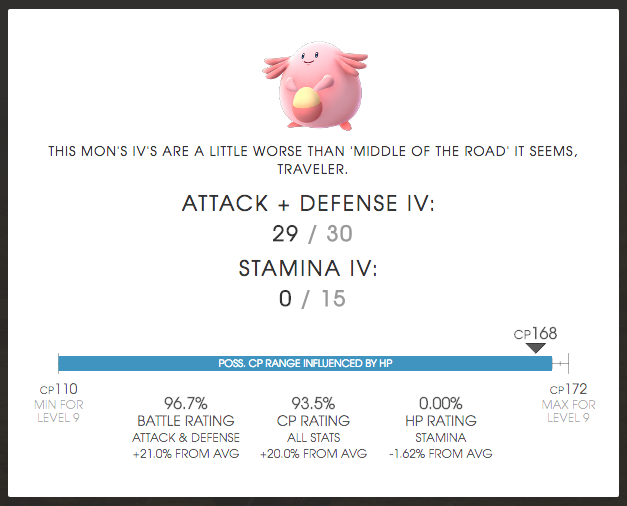 THIS MON'S IV'S ARE A LITTLE WORSE THAN 'MIDDLE OF THE ROAD' IT SEEMS,
TRAVELER.
ATTACK + DEFENSE IV:
29 / 30
STAMINA IV:
0 / 15
CP168
POSS. CP RANGE INFLUENCED BY HP
CP110
MIN FOR
LEVEL 9
96.7%
BATTLE RATING
ATTACK & DEFENSE
+21.0% FROM AVG
93.5%
CP RATING
ALL STATS
+20.0% FROM AVG
0.00%
HP RATING
STAMINA
-1.62% FROM AVG
CP172
MAX FOR
LEVEL 9